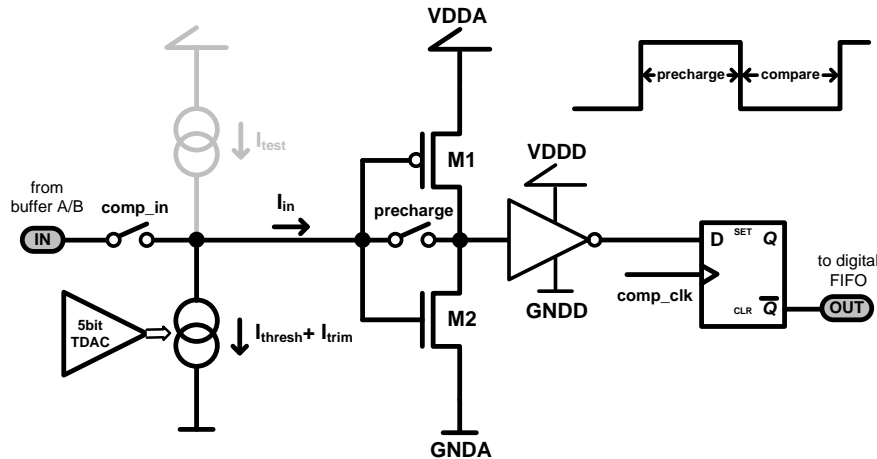 VDDA
precharge
compare
I_test
M1
VDDD
from
buffer A/B
comp_in
I_in
precharge
IN
D
SET
Q
to digital
FIFO
comp_clk
CLR
Q
OUT
GNDD
5bit
TDAC
I_thresh + I_trim
M2
GNDA